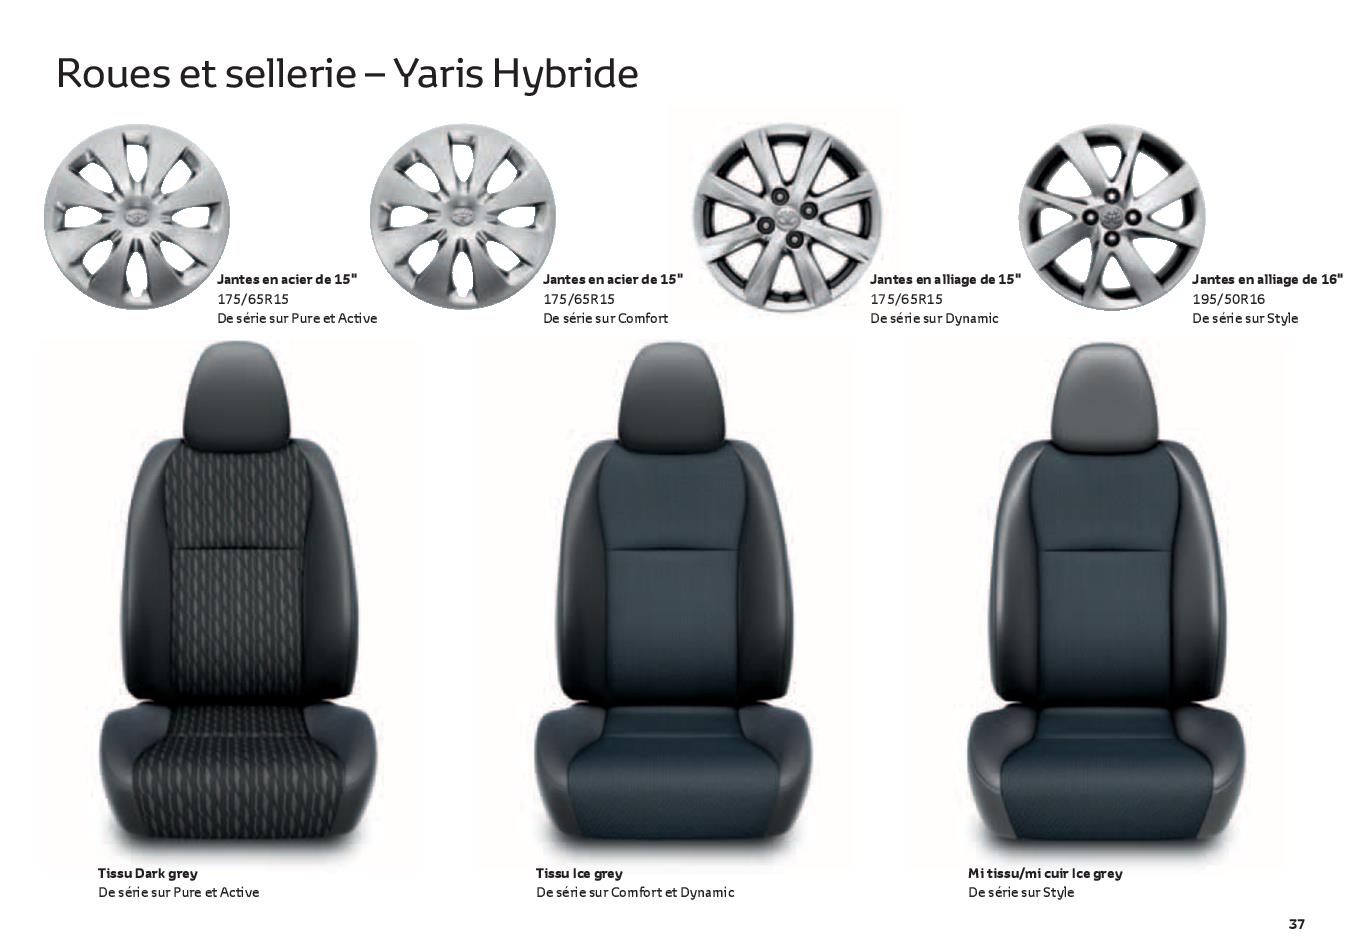 Roues et sellerie – Yaris Hybride
Jantes en acier de 15"
175/65R15
De série sur Pure et Active
Jantes en acier de 15"
175/65R15
De série sur Comfort
Jantes en alliage de 15"
175/65R15
De série sur Dynamic
Jantes en alliage de 16"
195/50R16
De série sur Style
Tissu Dark grey
De série sur Pure et Active
Tissu Ice grey
De série sur Comfort et Dynamic
Mi tissu/mi cuir Ice grey
De série sur Style
37